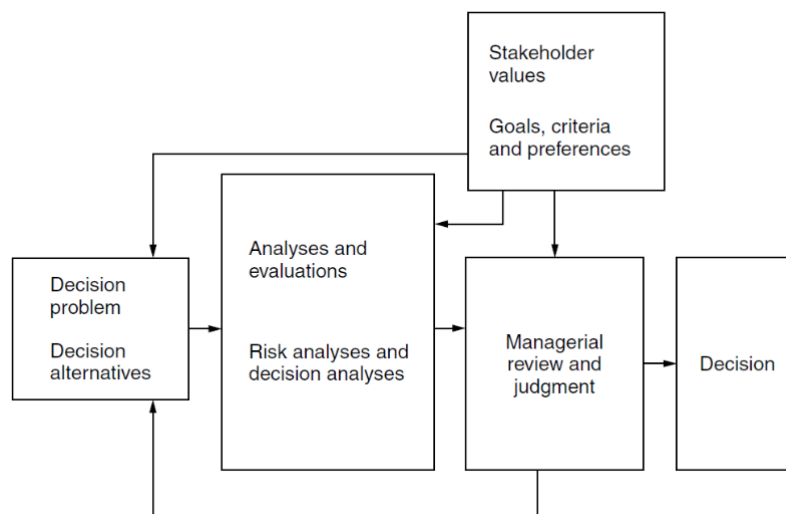 Stakeholder
values
Goals, criteria
and preferences
Decision
problem
Decision
alternatives
Analyses and
evaluations
Risk analyses and
decision analyses
Managerial
review and
judgment
Decision